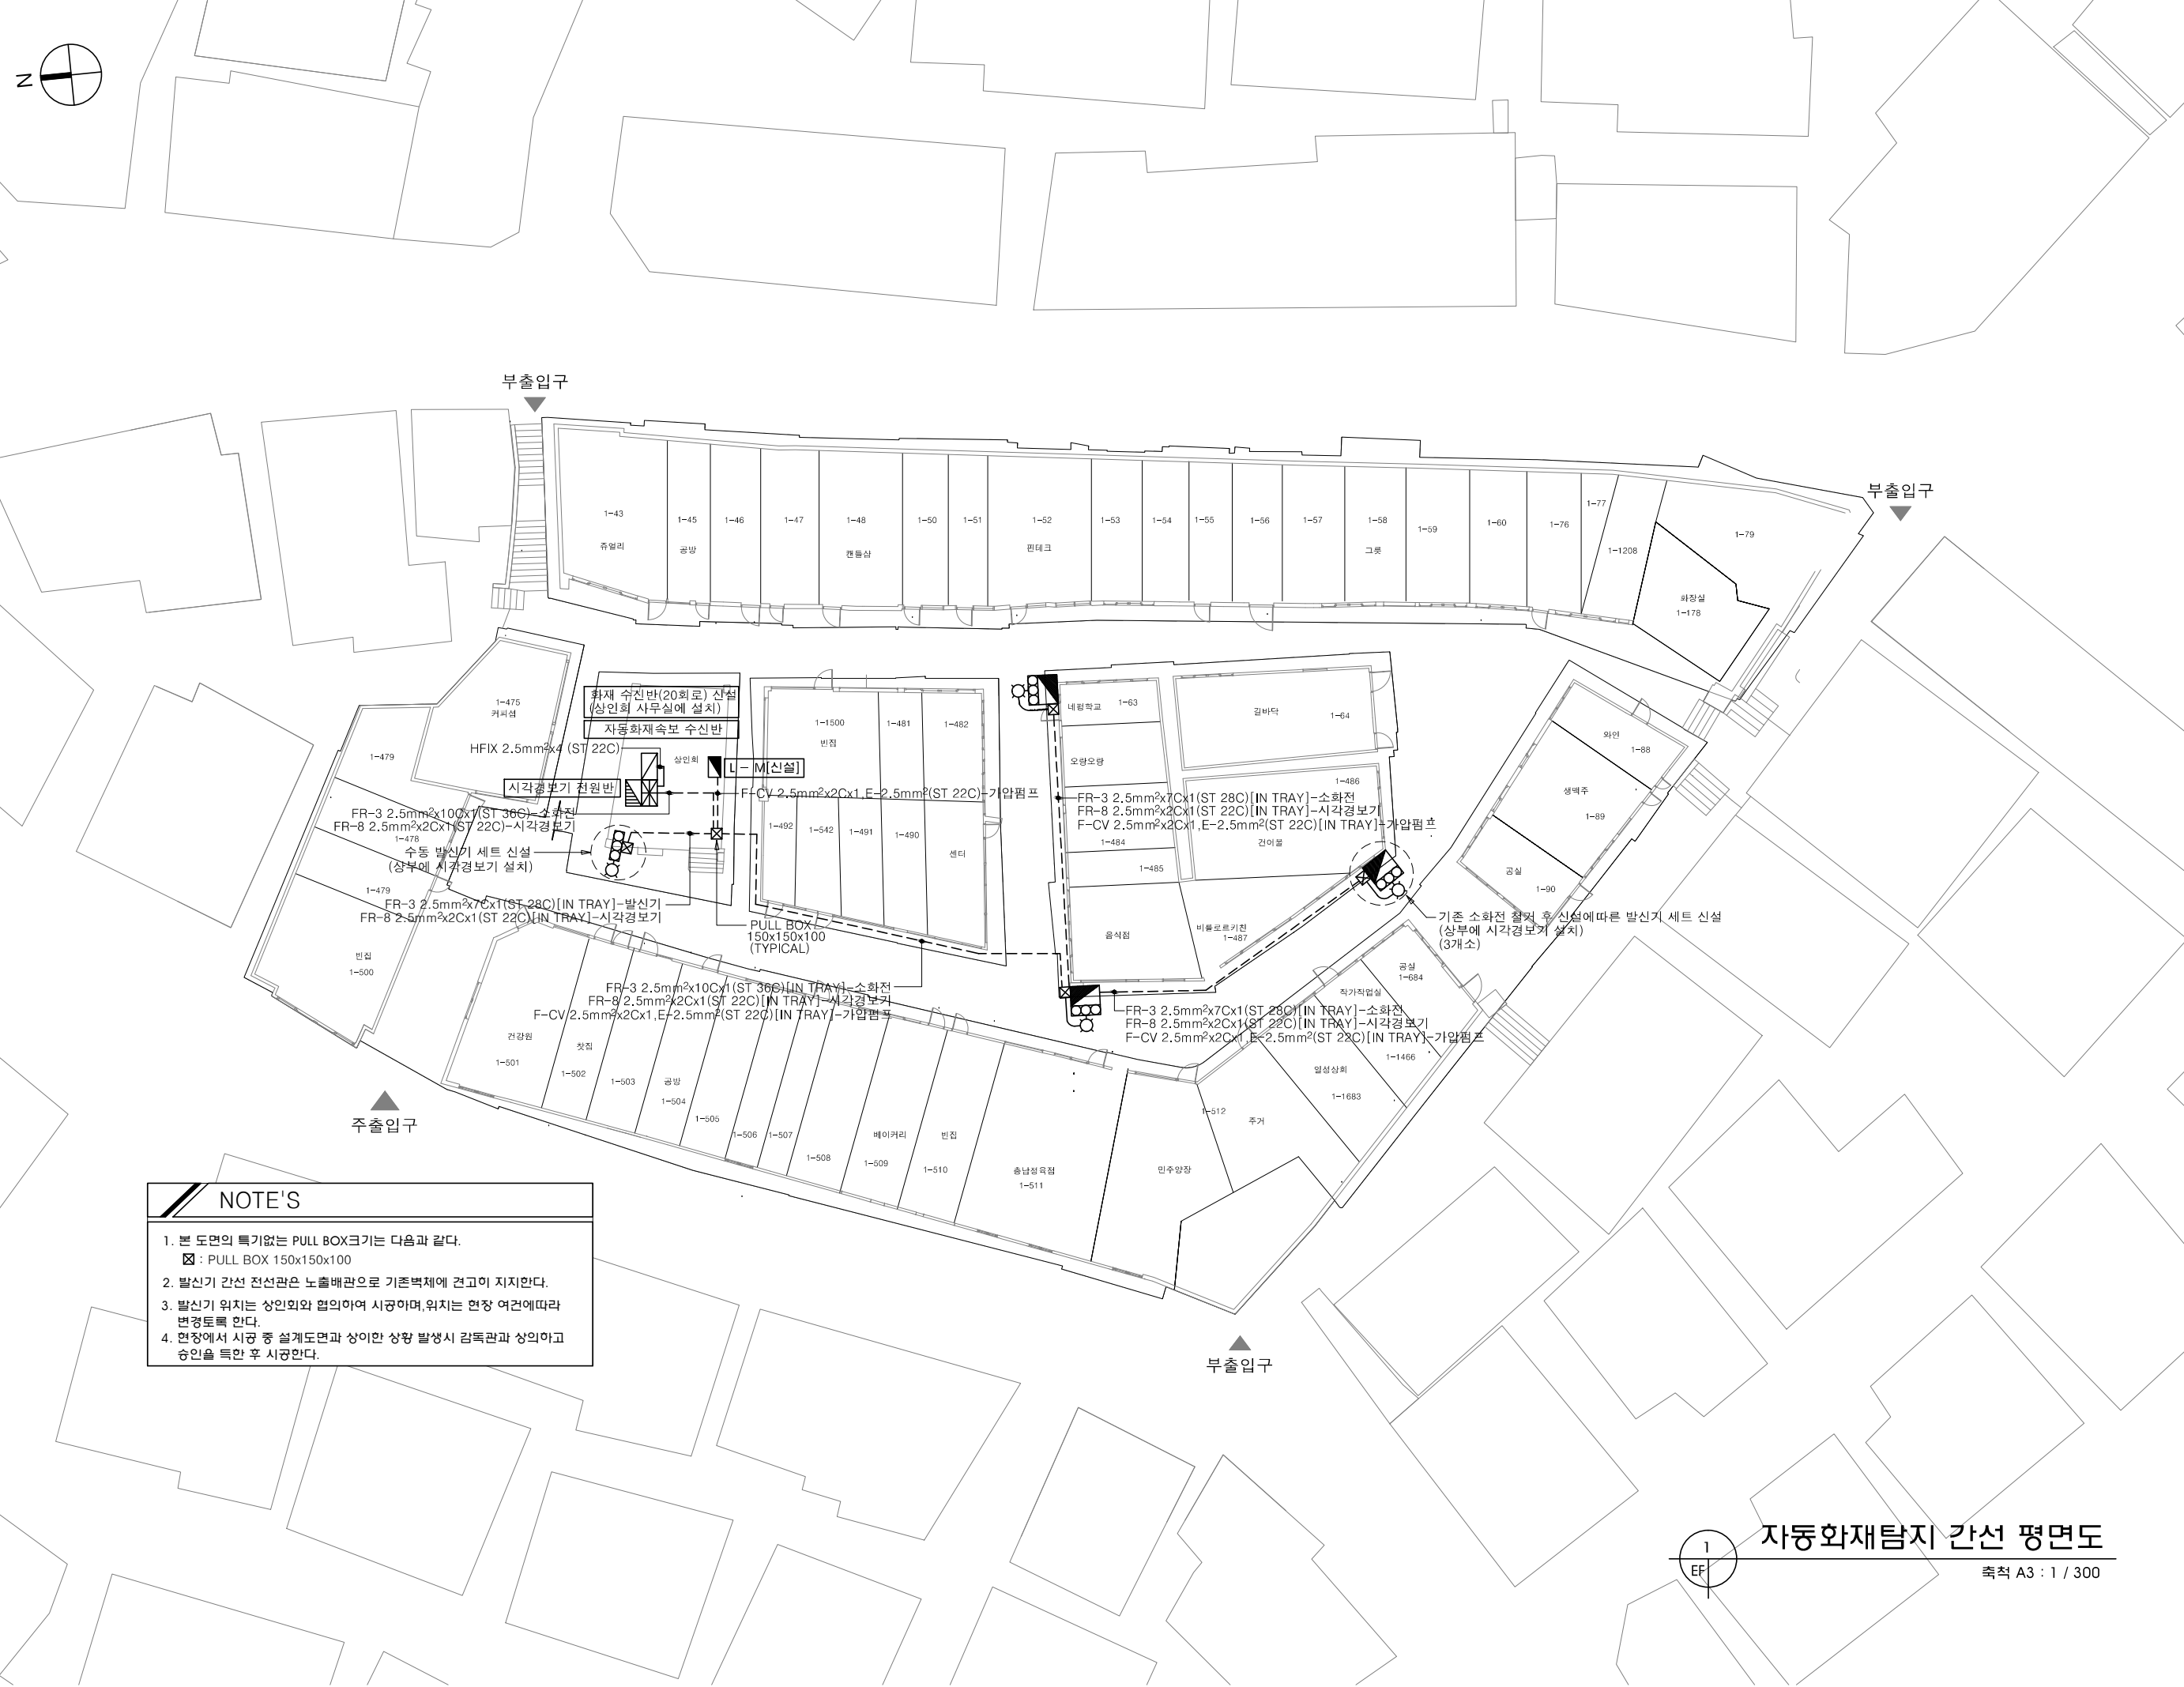 N
부출입구
부출입구
1-43
쥬얼리
1-45
공방
1-46
1-47
1-48
캔들샵
1-50
1-51
1-52
핀테크
1-53
1-54
1-55
1-56
1-57
1-58
그릇
1-59
1-60
1-76
1-77
1-1208
1-79
화장실
1-178
1-475
커피샵
1-479
1-478
1-479
빈집
1-500
화재 수신반(20회로) 신설
(상인회 사무실에 설치)
자동화재속보 수신반
HFIX 2.5mm²x4 (ST 22C)
상인회
L - M[신설]
시각경보기 전원반
F-CV 2.5mm²x2Cx1,E-2.5mm²(ST 22C)-가압펌프
FR-3 2.5mm²x10Cx1(ST 36C)-소화전
FR-8 2.5mm²x2Cx1(ST 22C)-시각경보기
수동 발신기 세트 신설
(상부에 시각경보기 설치)
FR-3 2.5mm²x7Cx1(ST 28C)[IN TRAY]-발신기
FR-8 2.5mm²x2Cx1(ST 22C)[IN TRAY]-시각경보기
PULL BOX
150x150x100
(TYPICAL)
1-1500
빈집
1-481
1-482
1-492
1-542
1-491
1-490
센터
네평학교
1-63
오랑오랑
길바닥
1-64
1-486
FR-3 2.5mm²x7Cx1(ST 28C)[IN TRAY]-소화전
FR-8 2.5mm²x2Cx1(ST 22C)[IN TRAY]-시각경보기
F-CV 2.5mm²x2Cx1,E-2.5mm²(ST 22C)[IN TRAY]-가압펌프
1-484
건어물
1-485
음식점
비틀로르키친
1-487
와연
1-88
생맥주
1-89
공실
1-90
기존 소화전 철거 후 신설에따른 발신기 세트 신설
(상부에 시각경보기 설치)
(3개소)
FR-3 2.5mm²x10Cx1(ST 36C)[IN TRAY]-소화전
FR-8 2.5mm²x2Cx1(ST 22C)[IN TRAY]-시각경보기
F-CV 2.5mm²x2Cx1,E-2.5mm²(ST 22C)[IN TRAY]-가압펌프
FR-3 2.5mm²x7Cx1(ST 28C)[IN TRAY]-소화전
FR-8 2.5mm²x2Cx1(ST 22C)[IN TRAY]-시각경보기
F-CV 2.5mm²x2Cx1,E-2.5mm²(ST 22C)[IN TRAY]-가압펌프
공실
1-684
작가작업실
1-1466
열성상회
1-1683
1-512
주거
건강원
1-501
찻집
1-502
1-503
공방
1-504
1-505
1-506
1-507
1-508
베이커리
1-509
빈집
1-510
충남정육점
1-511
민주양장
주출입구
부출입구
NOTE'S
1. 본 도면의 특기없는 PULL BOX크기는 다음과 같다.
: PULL BOX 150x150x100
2. 발신기 간선 전선관은 노출배관으로 기존벽체에 견고히 지지한다.
3. 발신기 위치는 상인회와 협의하여 시공하며,위치는 현장 여건에따라
변경토록 한다.
4. 현장에서 시공 중 설계도면과 상이한 상황 발생시 감독관과 상의하고
승인을 득한 후 시공한다.
1
EF
자동화재탐지 간선 평면도
축척 A3 : 1 / 300